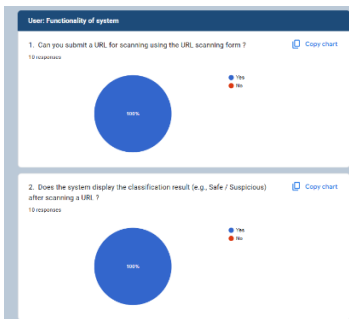 User: Functionality of system
1. Can you submit a URL for scanning using the URL scanning form ?
Copy chart
10 responses
Yes
No
100%
2. Does the system display the classification result (e.g., Safe / Suspicious)
after scanning a URL ?
Copy chart
10 responses
Yes
No
100%